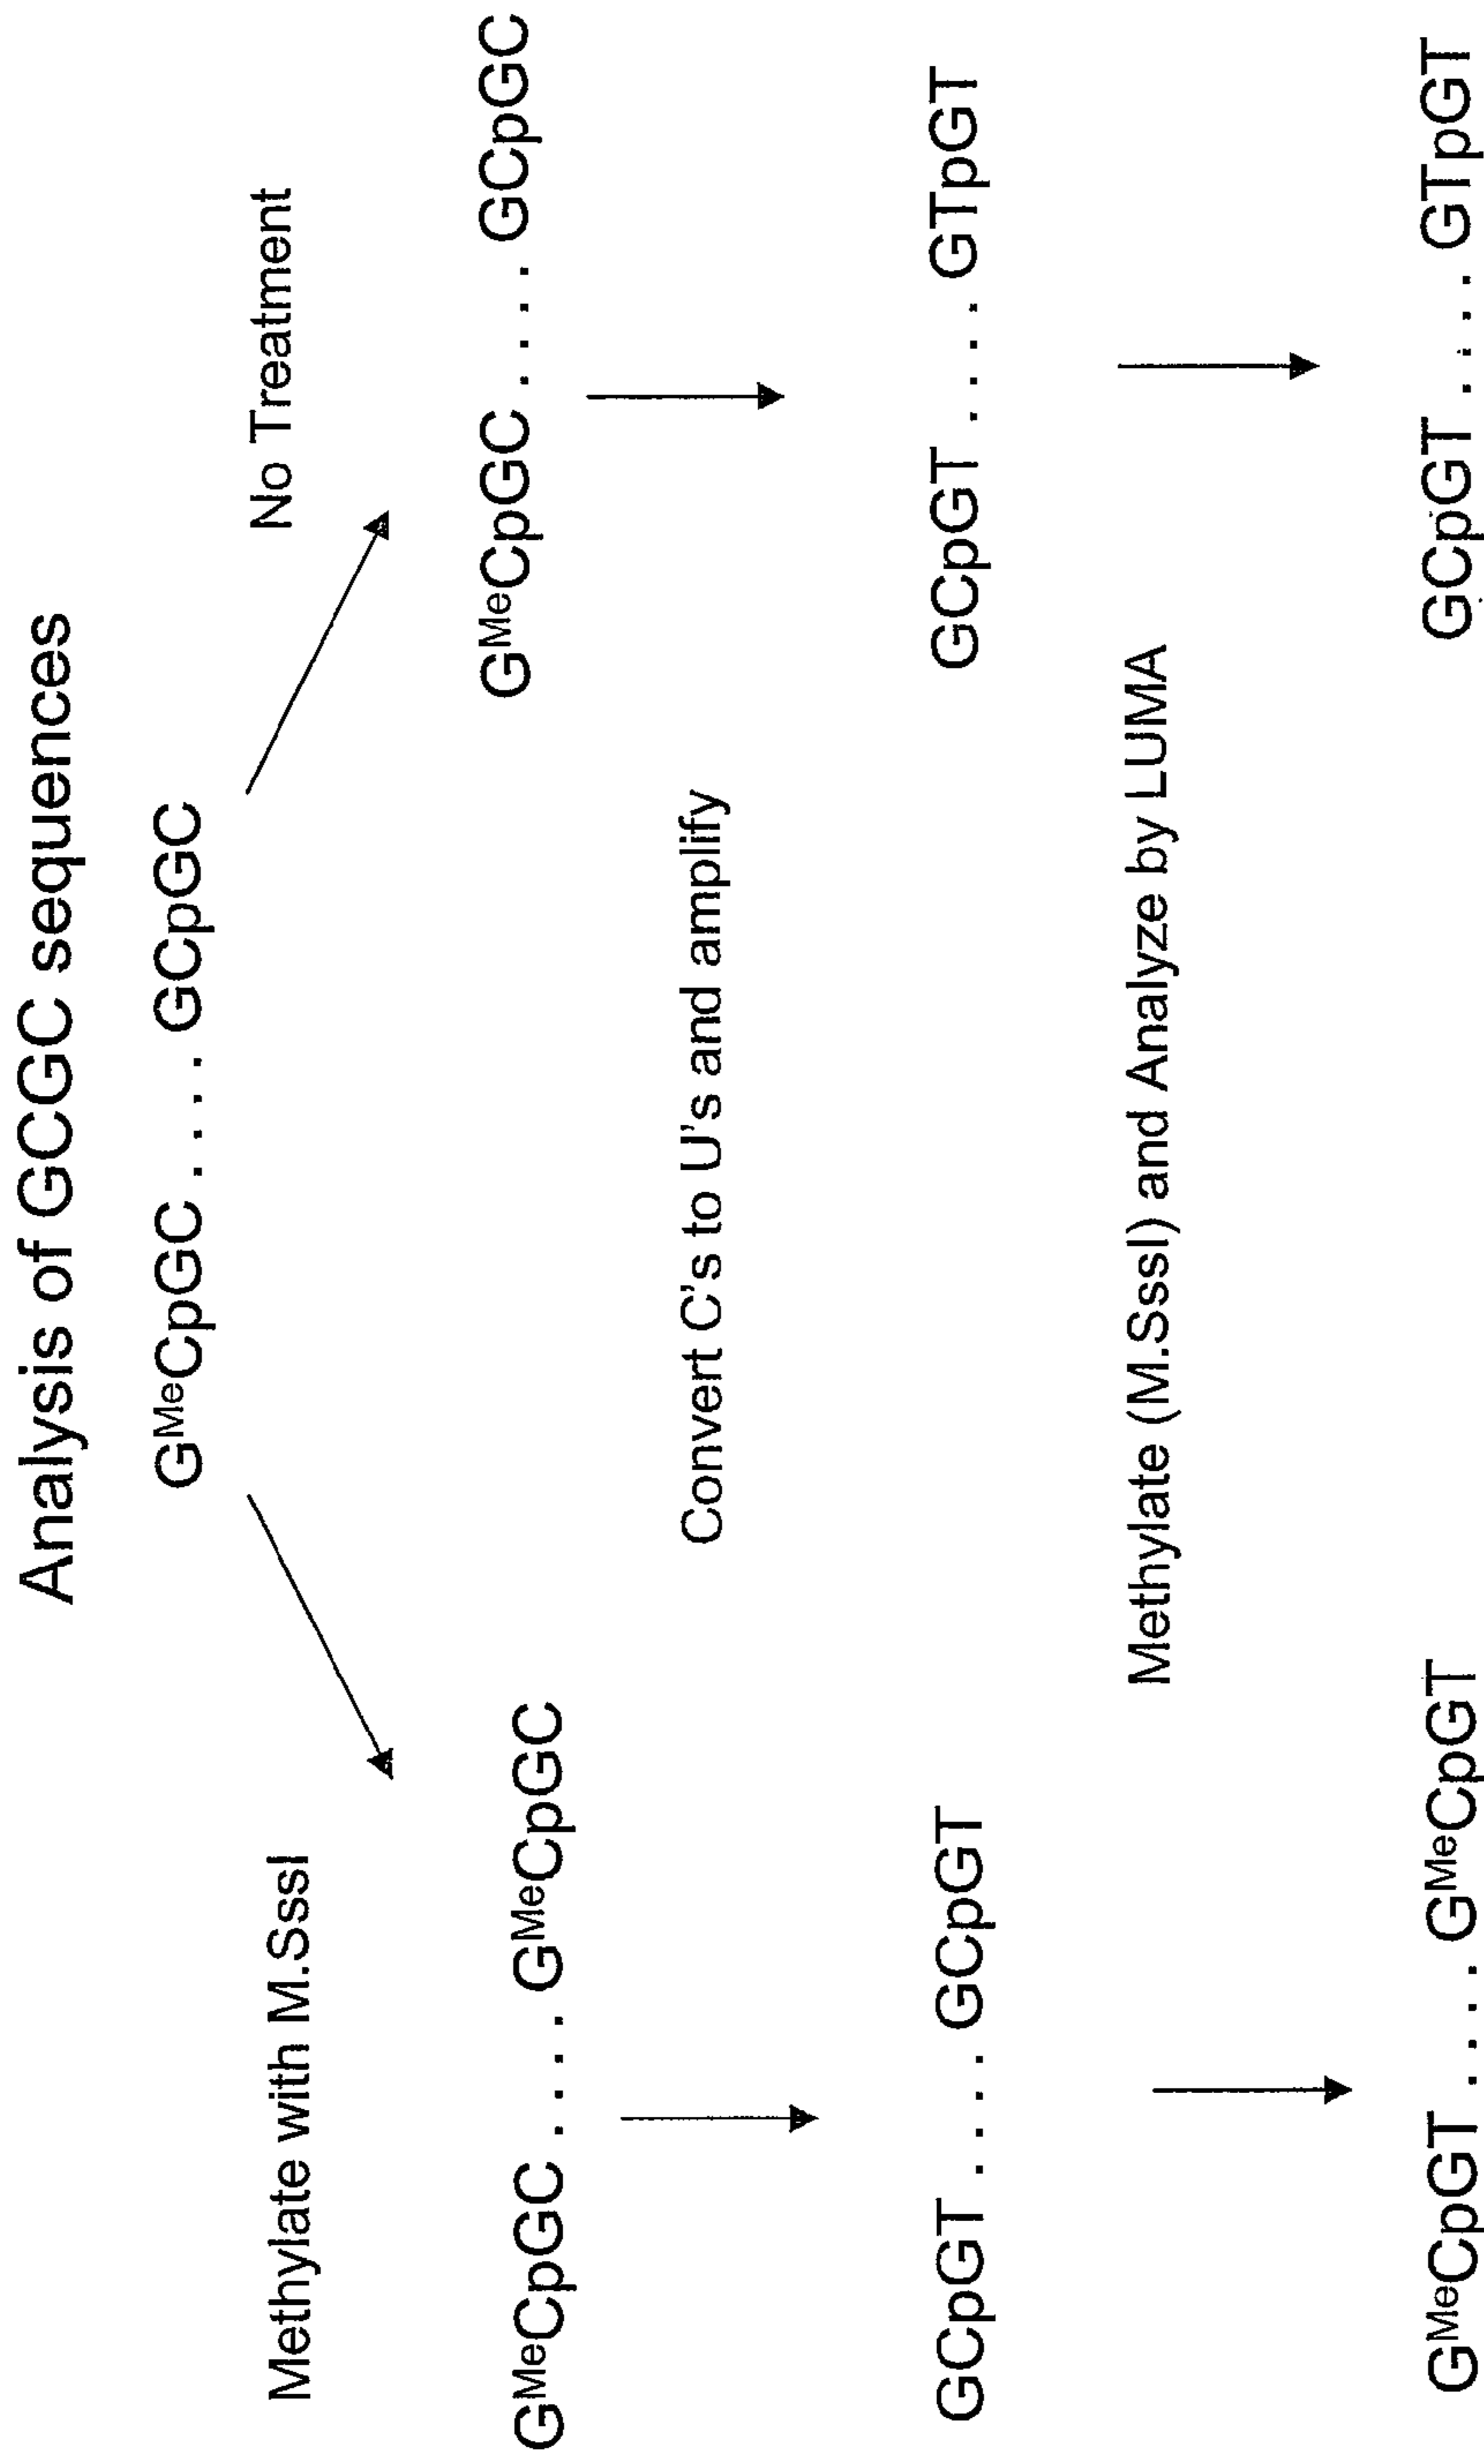 Analysis of GCGC sequences
G^MeCpGC . . . . GCpGC
Methylate with M.SssI
No Treatment
G^MeCpGC . . . . G^MeCpGC
G^MeCpGC . . . . GCpGC
Convert C's to U's and amplify
GCpGT . . . . GCpGT
GCpGT . . . . GTpGT
Methylate (M.SssI) and Analyze by LUMA
G^MeCpGT . . . . G^MeCpGT
GCpGT . . . . GTpGT